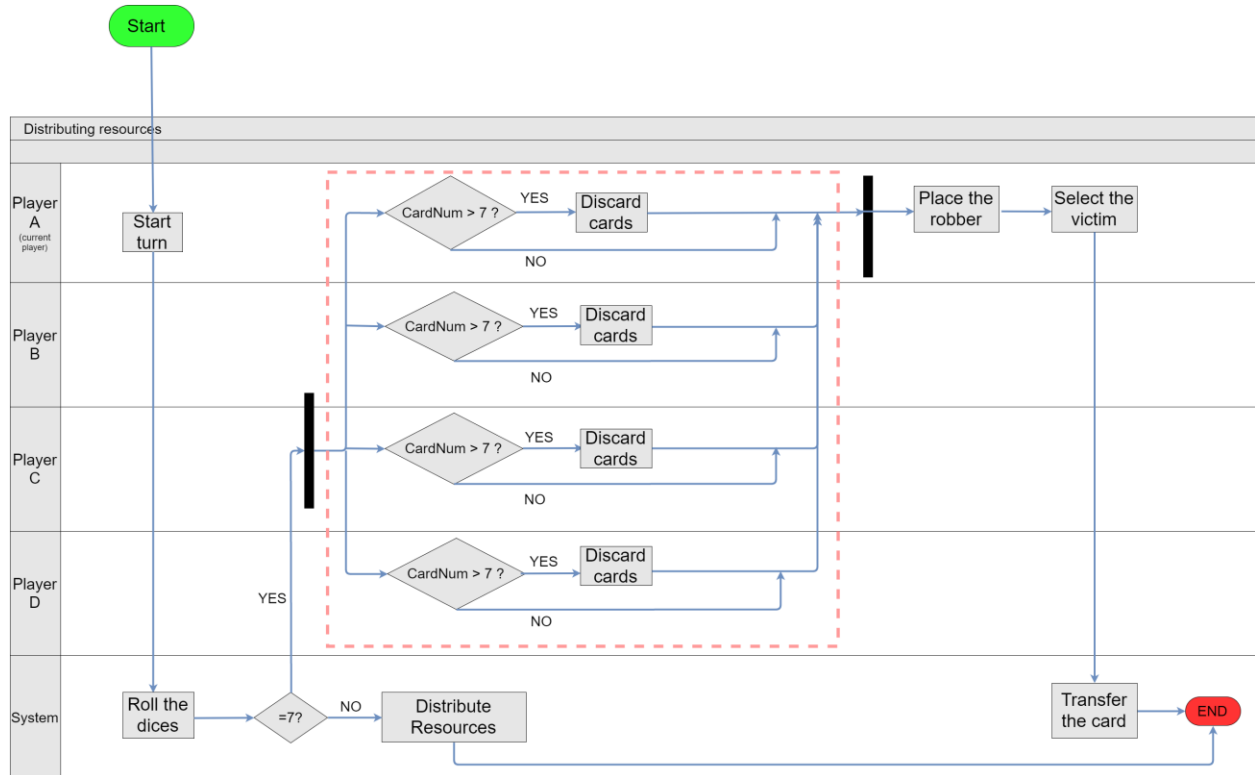 Start
Distributing resources
Player
A
(current
player)
Start
turn
CardNum > 7 ?
YES
Discard
cards
NO
Place the
robber
Select the
victim
Player
B
CardNum > 7 ?
YES
Discard
cards
NO
Player
C
CardNum > 7 ?
YES
Discard
cards
NO
Player
D
CardNum > 7 ?
YES
Discard
cards
NO
YES
System
Roll the
dices
=7?
NO
Distribute
Resources
Transfer
the card
END